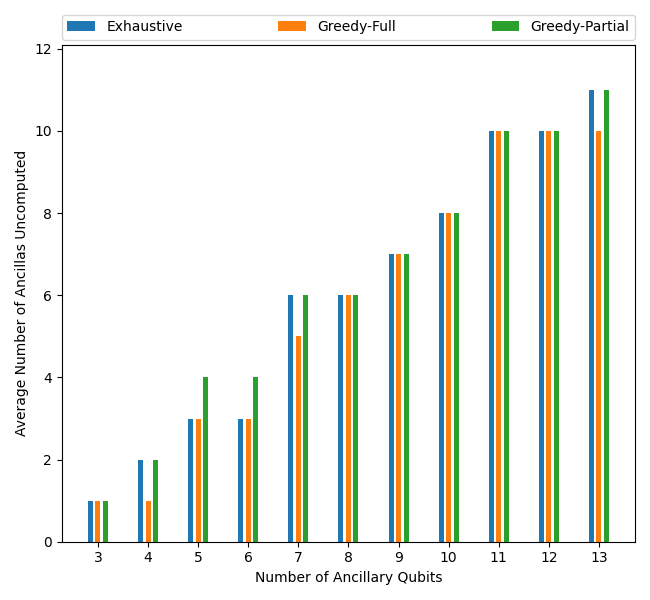 Exhaustive Greedy-Full Greedy-Partial
12
10
8
6
4
2
0
Average Number of Ancillas Uncomputed
3 4 5 6 7 8 9 10 11 12 13
Number of Ancillary Qubits